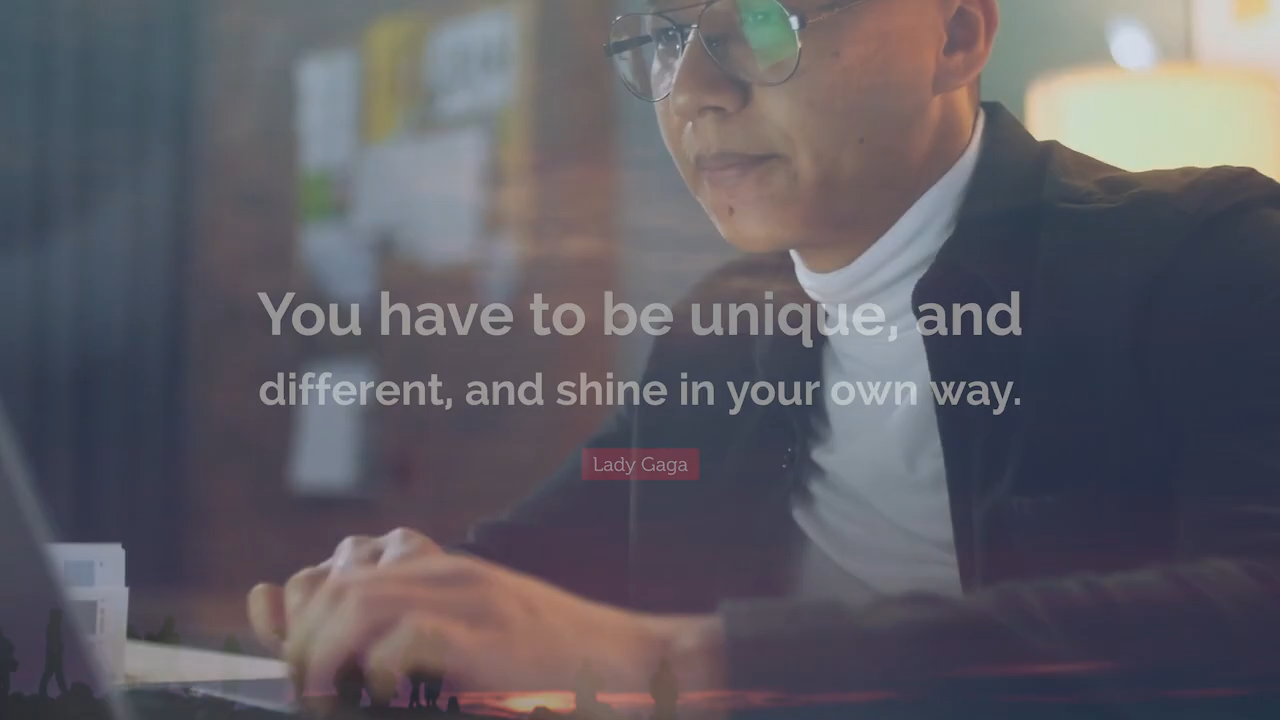 You have to be unique, and
different, and shine in your own way.
Lady Gaga